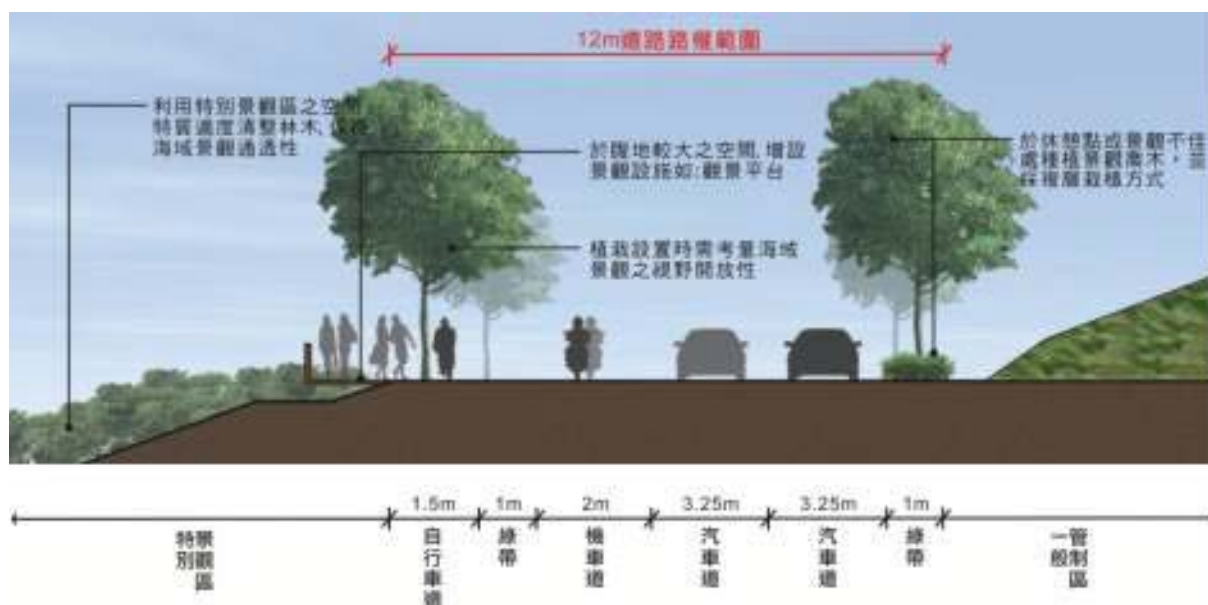 12m道路路權範圍
利用特別景觀區之空間
特質適度清整林木,
海域景觀通透性
於腹地較大之空間,增設
景觀設施如:觀景平台
植栽設置時需考量海域
景觀之視野開放性
於休憩點或景觀不佳
處種植景觀喬木,並
採複層栽植方式
1.5m
1m
2m
3.25m
3.25m
1m
特別景觀區
自行車道
綠帶
機車道
汽車道
汽車道
綠帶
一般管制區